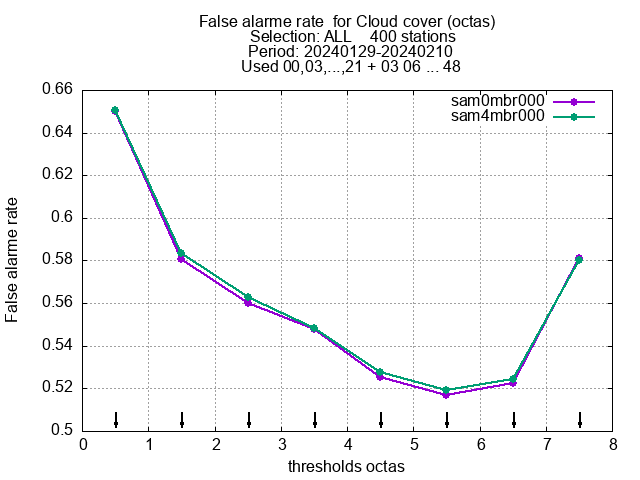 False alarme rate  for Cloud cover (octas)
Selection: ALL    400 stations
Period: 20240129-20240210
Used 00,03,...,21 + 03 06 ... 48
sam0mbr000
sam4mbr000
0.66
0.64
0.62
0.6
0.58
0.56
0.54
0.52
0.5
False alarme rate
0 1 2 3 4 5 6 7 8
thresholds octas